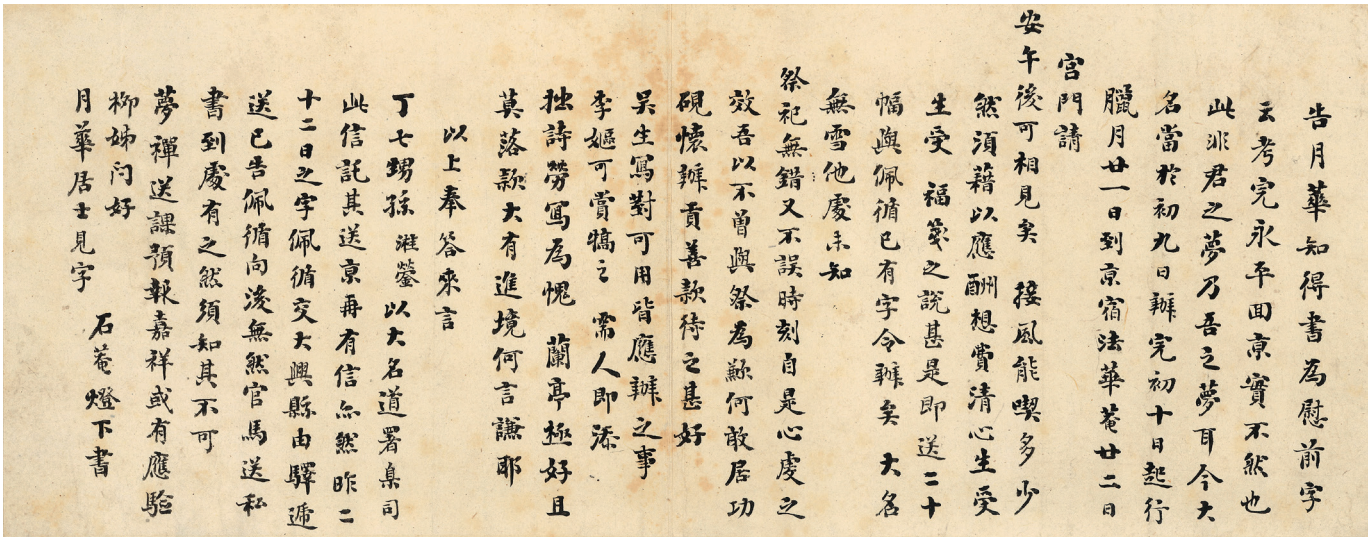 告月華知得書為慰前字
云考完永平回京實不然也
此非君之夢乃吾之夢耳今大
名當於初九日辦完初十日起行
臘月廿一日到京宿法華菴廿二日
宮門請
安午後可相見矣 接風能喫多少
然須藉以應酬想賞清心生受
生受 福箋之說甚是即送二十
幅與佩循已有字令辦矣 大名
無雪他處未知
祭祀無錯又不誤時刻自是心處之
效吾以不曾與祭為歉何敢居功
硯懷辦貢善款待之甚好
吳生寫對可用皆應辦之事
李嫗可賞犒之 需人即添
拙詩勞寫為愧 蘭亭極好且
莫落款大有進境何言謙耶
以上奉答來言
丁七甥孫淮鎣以大名道署臬司
此信託其送京再有信亦然昨二
十二日之字佩循交大興縣由驛遞
送已告佩循向後無然官馬送私
書到處有之然須知其不可
夢禪送課預報嘉祥或有應驗
柳姊问好
月華居士見字
石菴燈下書